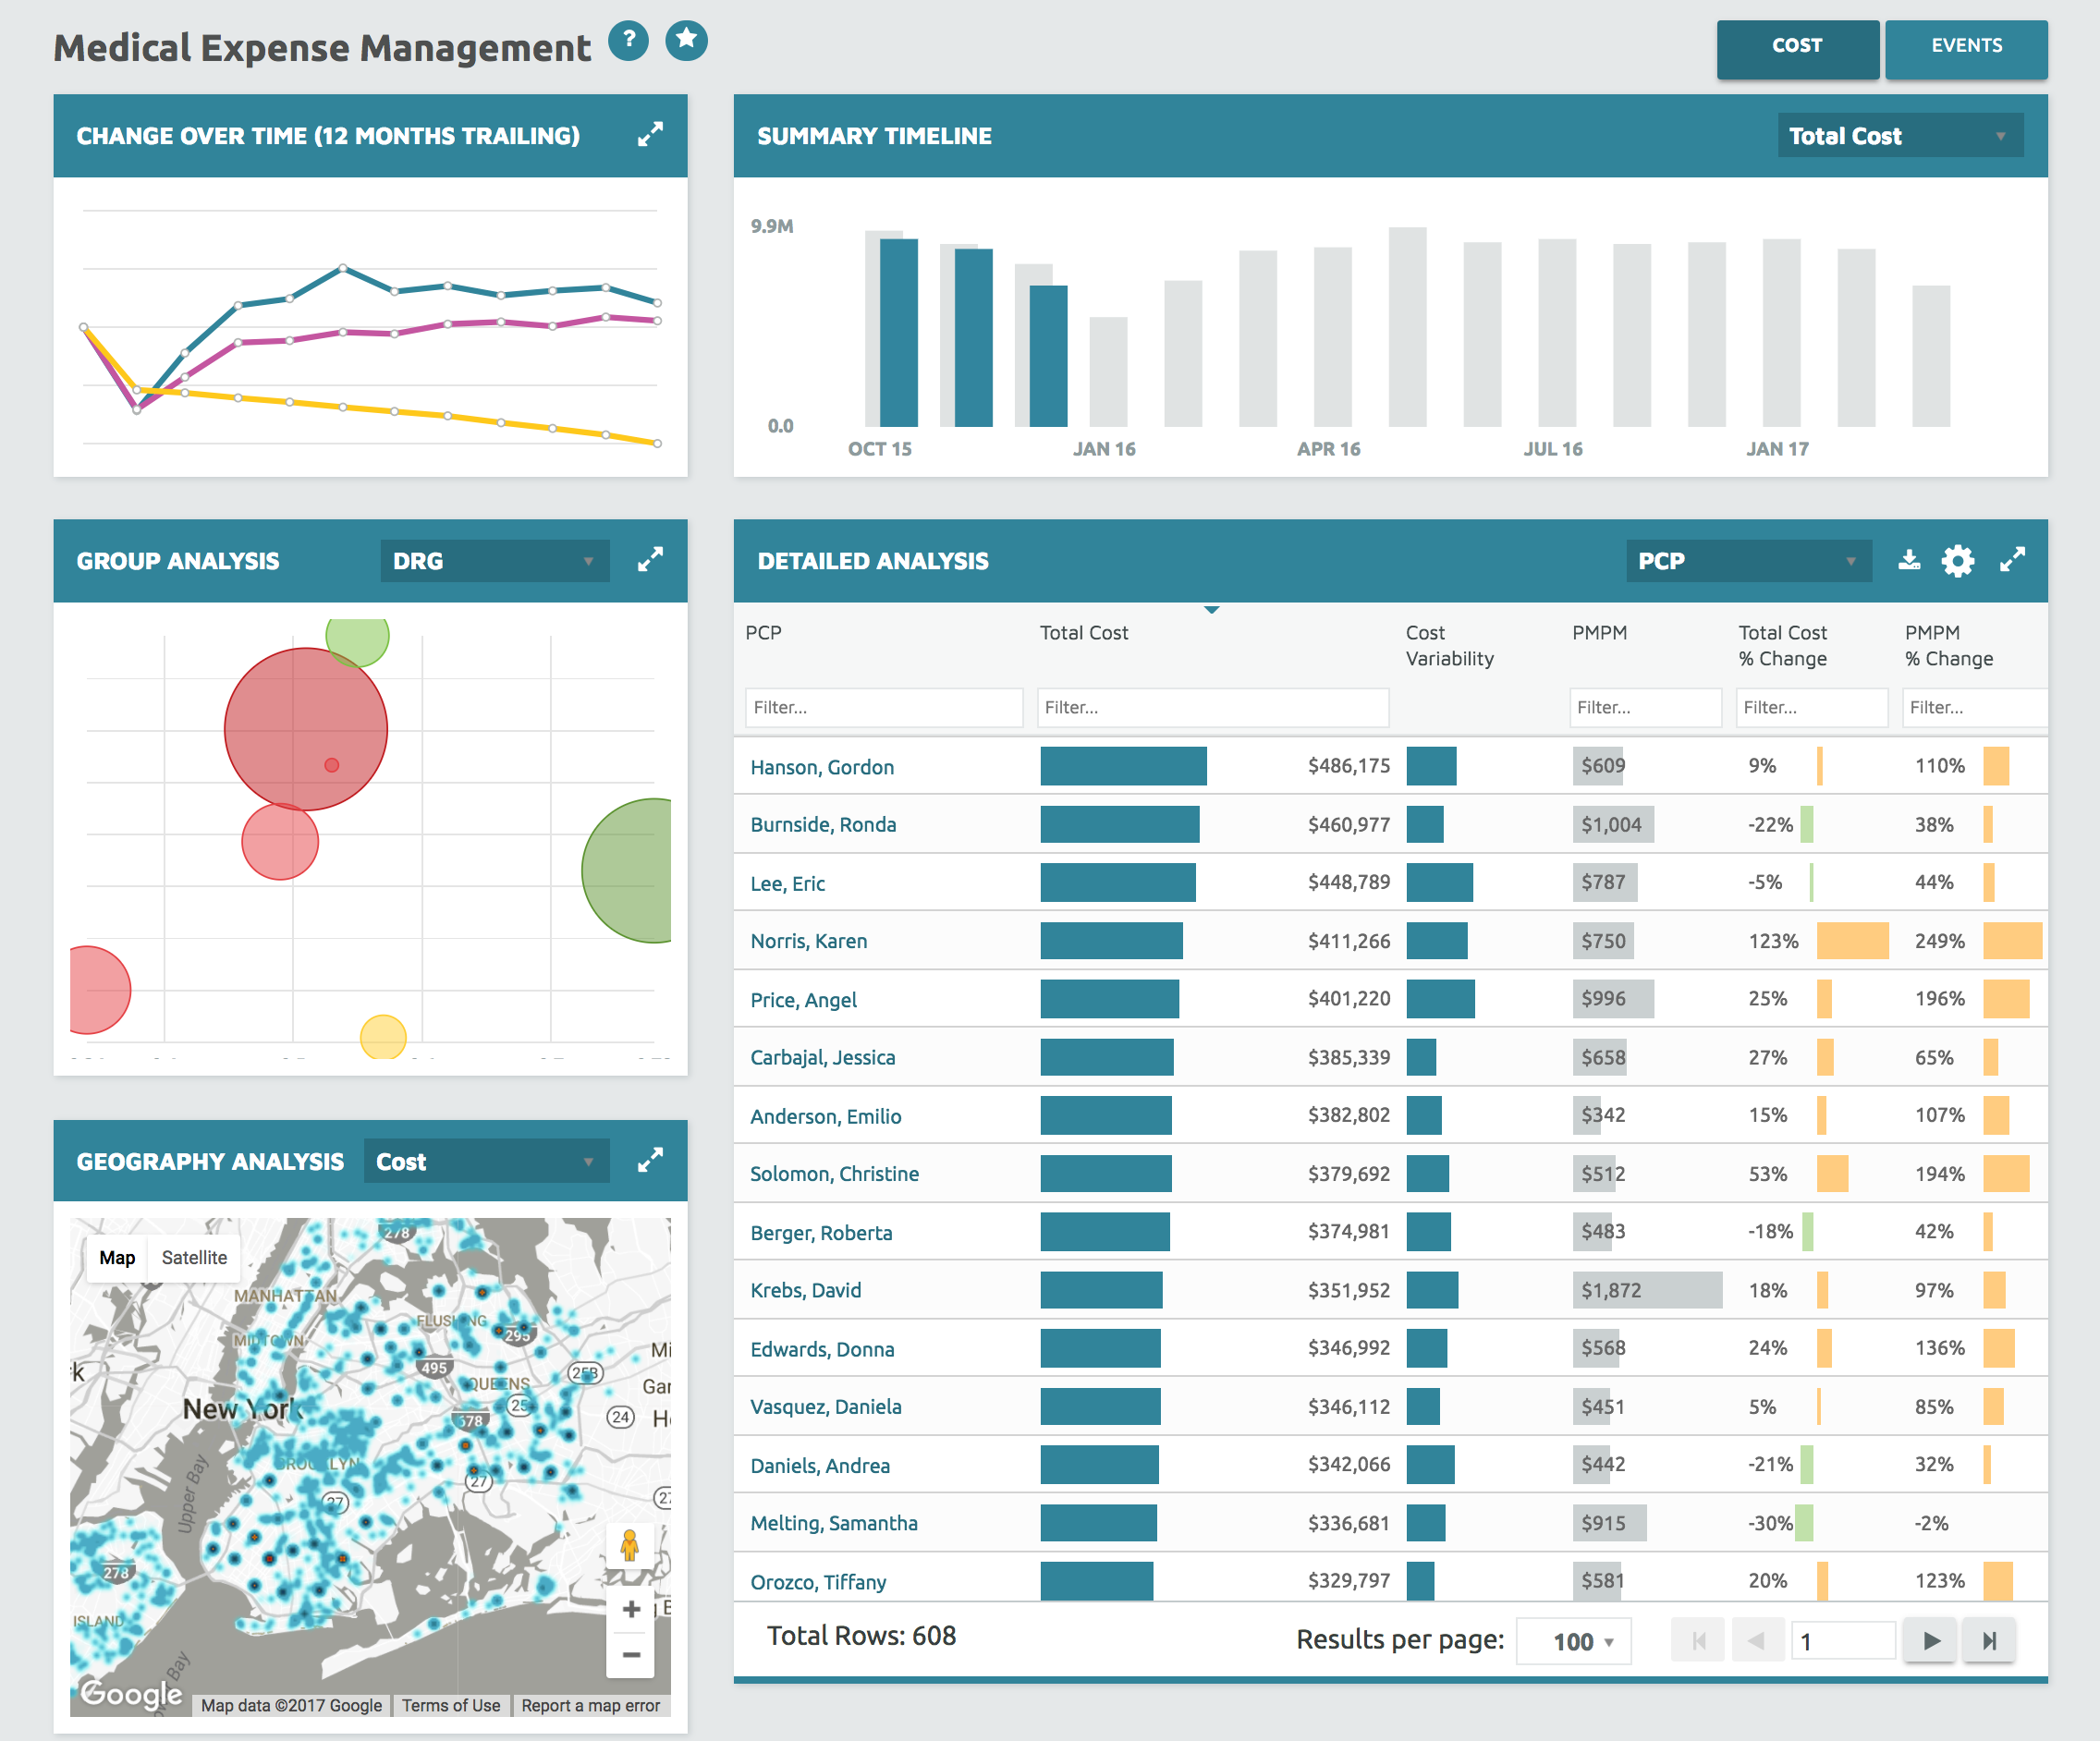 Medical Expense Management ?
COST
EVENTS
CHANGE OVER TIME (12 MONTHS TRAILING)
SUMMARY TIMELINE
Total Cost
9.9M
0.0
OCT 15 JAN 16 APR 16 JUL 16 JAN 17
GROUP ANALYSIS
DRG
DETAILED ANALYSIS
PCP
PCP
Total Cost
Cost
Variability
PMPM
Total Cost
% Change
PMPM
% Change
Filter... Filter... Filter... Filter... Filter...
Hanson, Gordon $486,175 $609 9% 110%
Burnside, Ronda $460,977 $1,004 -22% 38%
Lee, Eric $448,789 $787 -5% 44%
Norris, Karen $411,266 $750 123% 249%
Price, Angel $401,220 $996 25% 196%
Carbajal, Jessica $385,339 $658 27% 65%
Anderson, Emilio $382,802 $342 15% 107%
Solomon, Christine $379,692 $512 53% 194%
Berger, Roberta $374,981 $483 -18% 42%
Krebs, David $351,952 $1,872 18% 97%
Edwards, Donna $346,992 $568 24% 136%
Vasquez, Daniela $346,112 $451 5% 85%
Daniels, Andrea $342,066 $442 -21% 32%
Melting, Samantha $336,681 $915 -30% -2%
Orozco, Tiffany $329,797 $581 20% 123%
Total Rows: 608
Results per page: 100
1
GEOGRAPHY ANALYSIS
Cost
Map
Satellite
278
MANHATTAN
FLUSHING
MIDTOWN
295
495
25B
QUEENS
25
New York
678
24
BROOKLYN
27
27
Upper Bay
278
ISLAND
+
−
Google
Map data ©2017 Google
Terms of Use
Report a map error